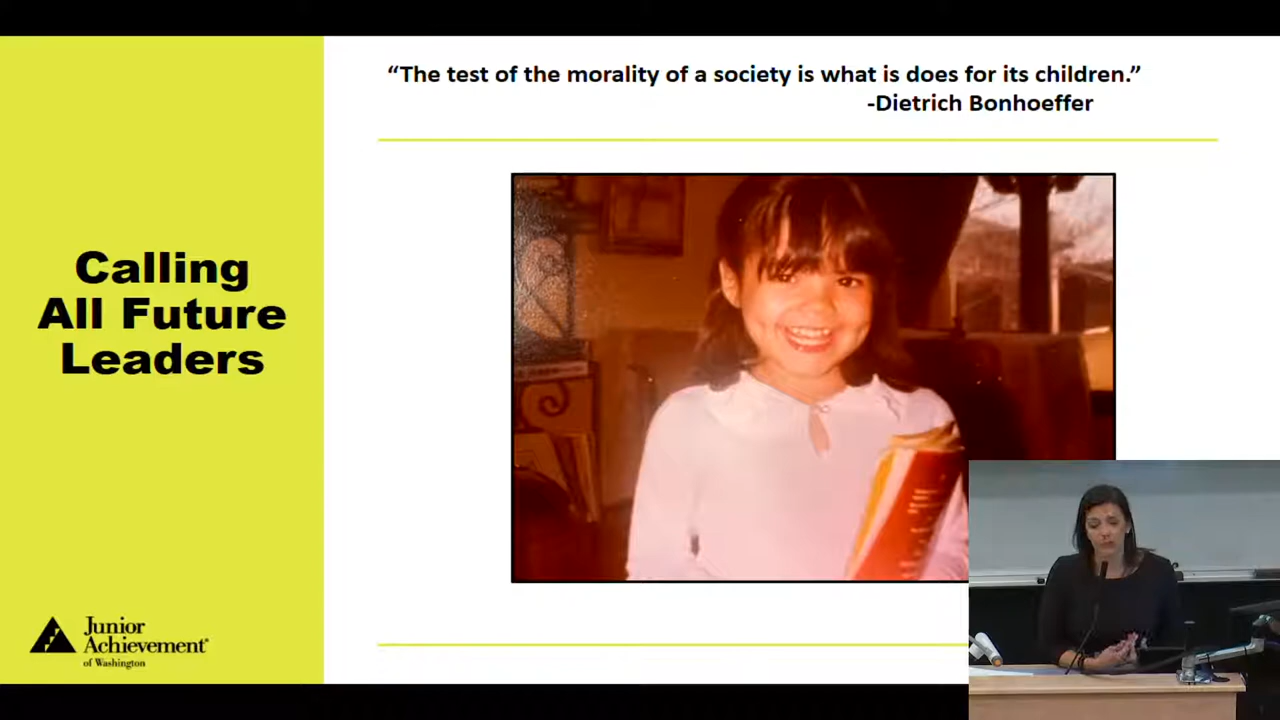 “The test of the morality of a society is what is does for its children.”
-Dietrich Bonhoeffer
Calling
All Future
Leaders
Junior
Achievement®
of Washington